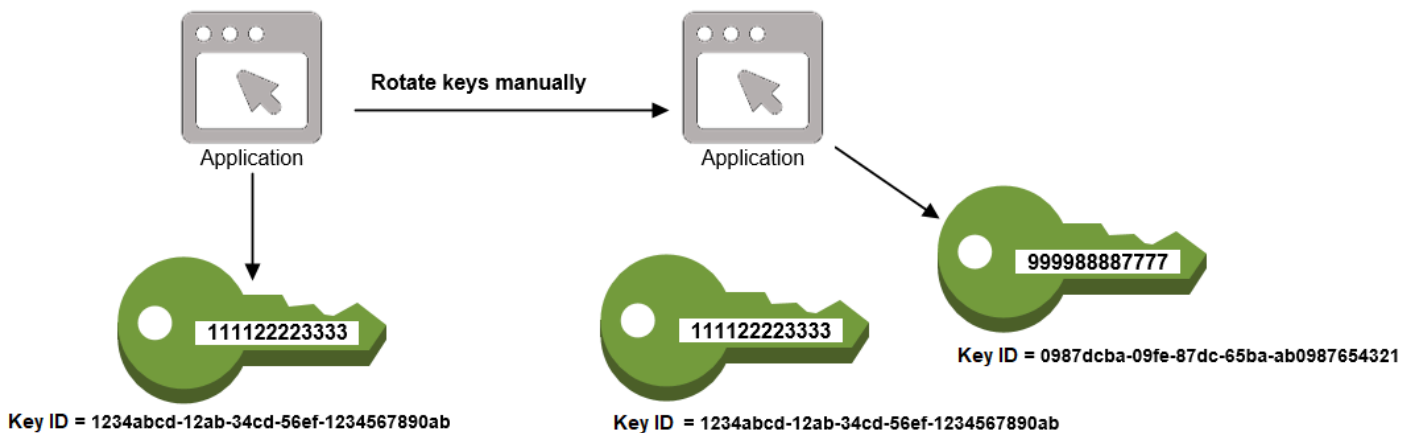 Rotate keys manually
Application
Application
999988887777
111122223333
111122223333
Key ID = 0987dcba-09fe-87dc-65ba-ab0987654321
Key ID = 1234abcd-12ab-34cd-56ef-1234567890ab
Key ID = 1234abcd-12ab-34cd-56ef-1234567890ab